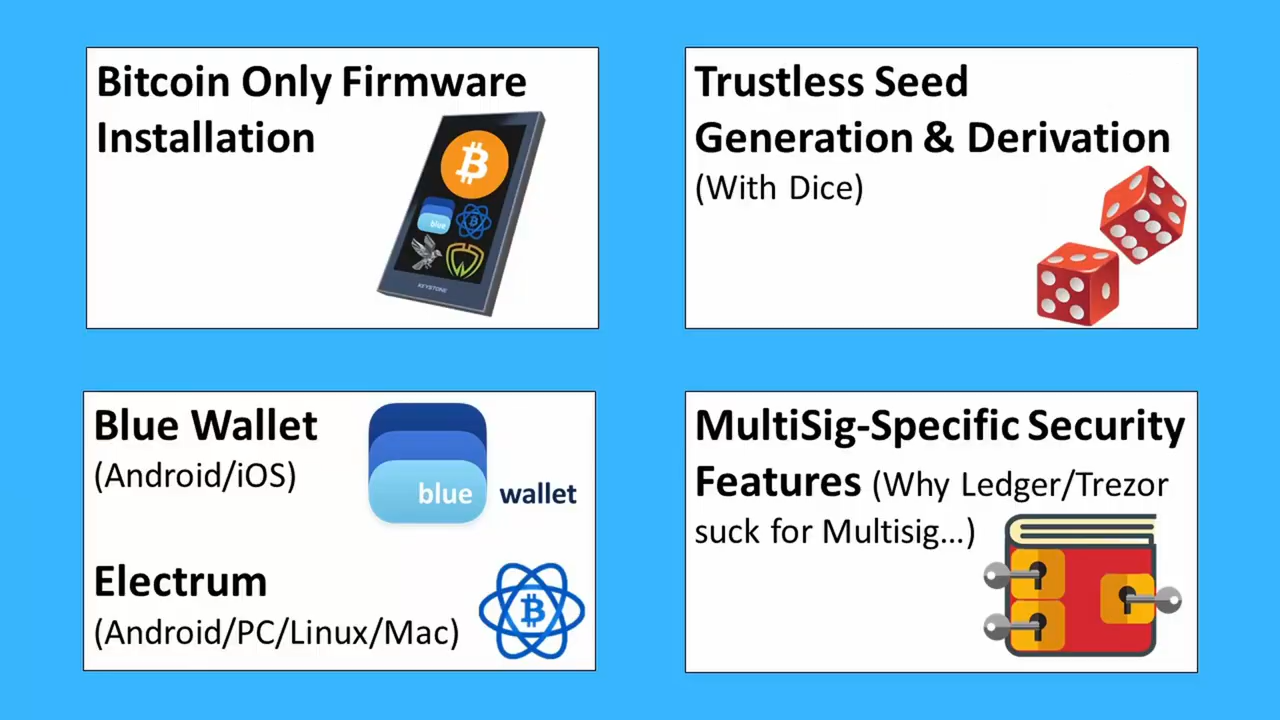 Bitcoin Only Firmware
Installation
blue
KEYSTONE
Trustless Seed
Generation & Derivation
(With Dice)
Blue Wallet
(Android/iOS)
blue wallet
Electrum
(Android/PC/Linux/Mac)
MultiSig-Specific Security
Features (Why Ledger/Trezor
suck for Multisig...)